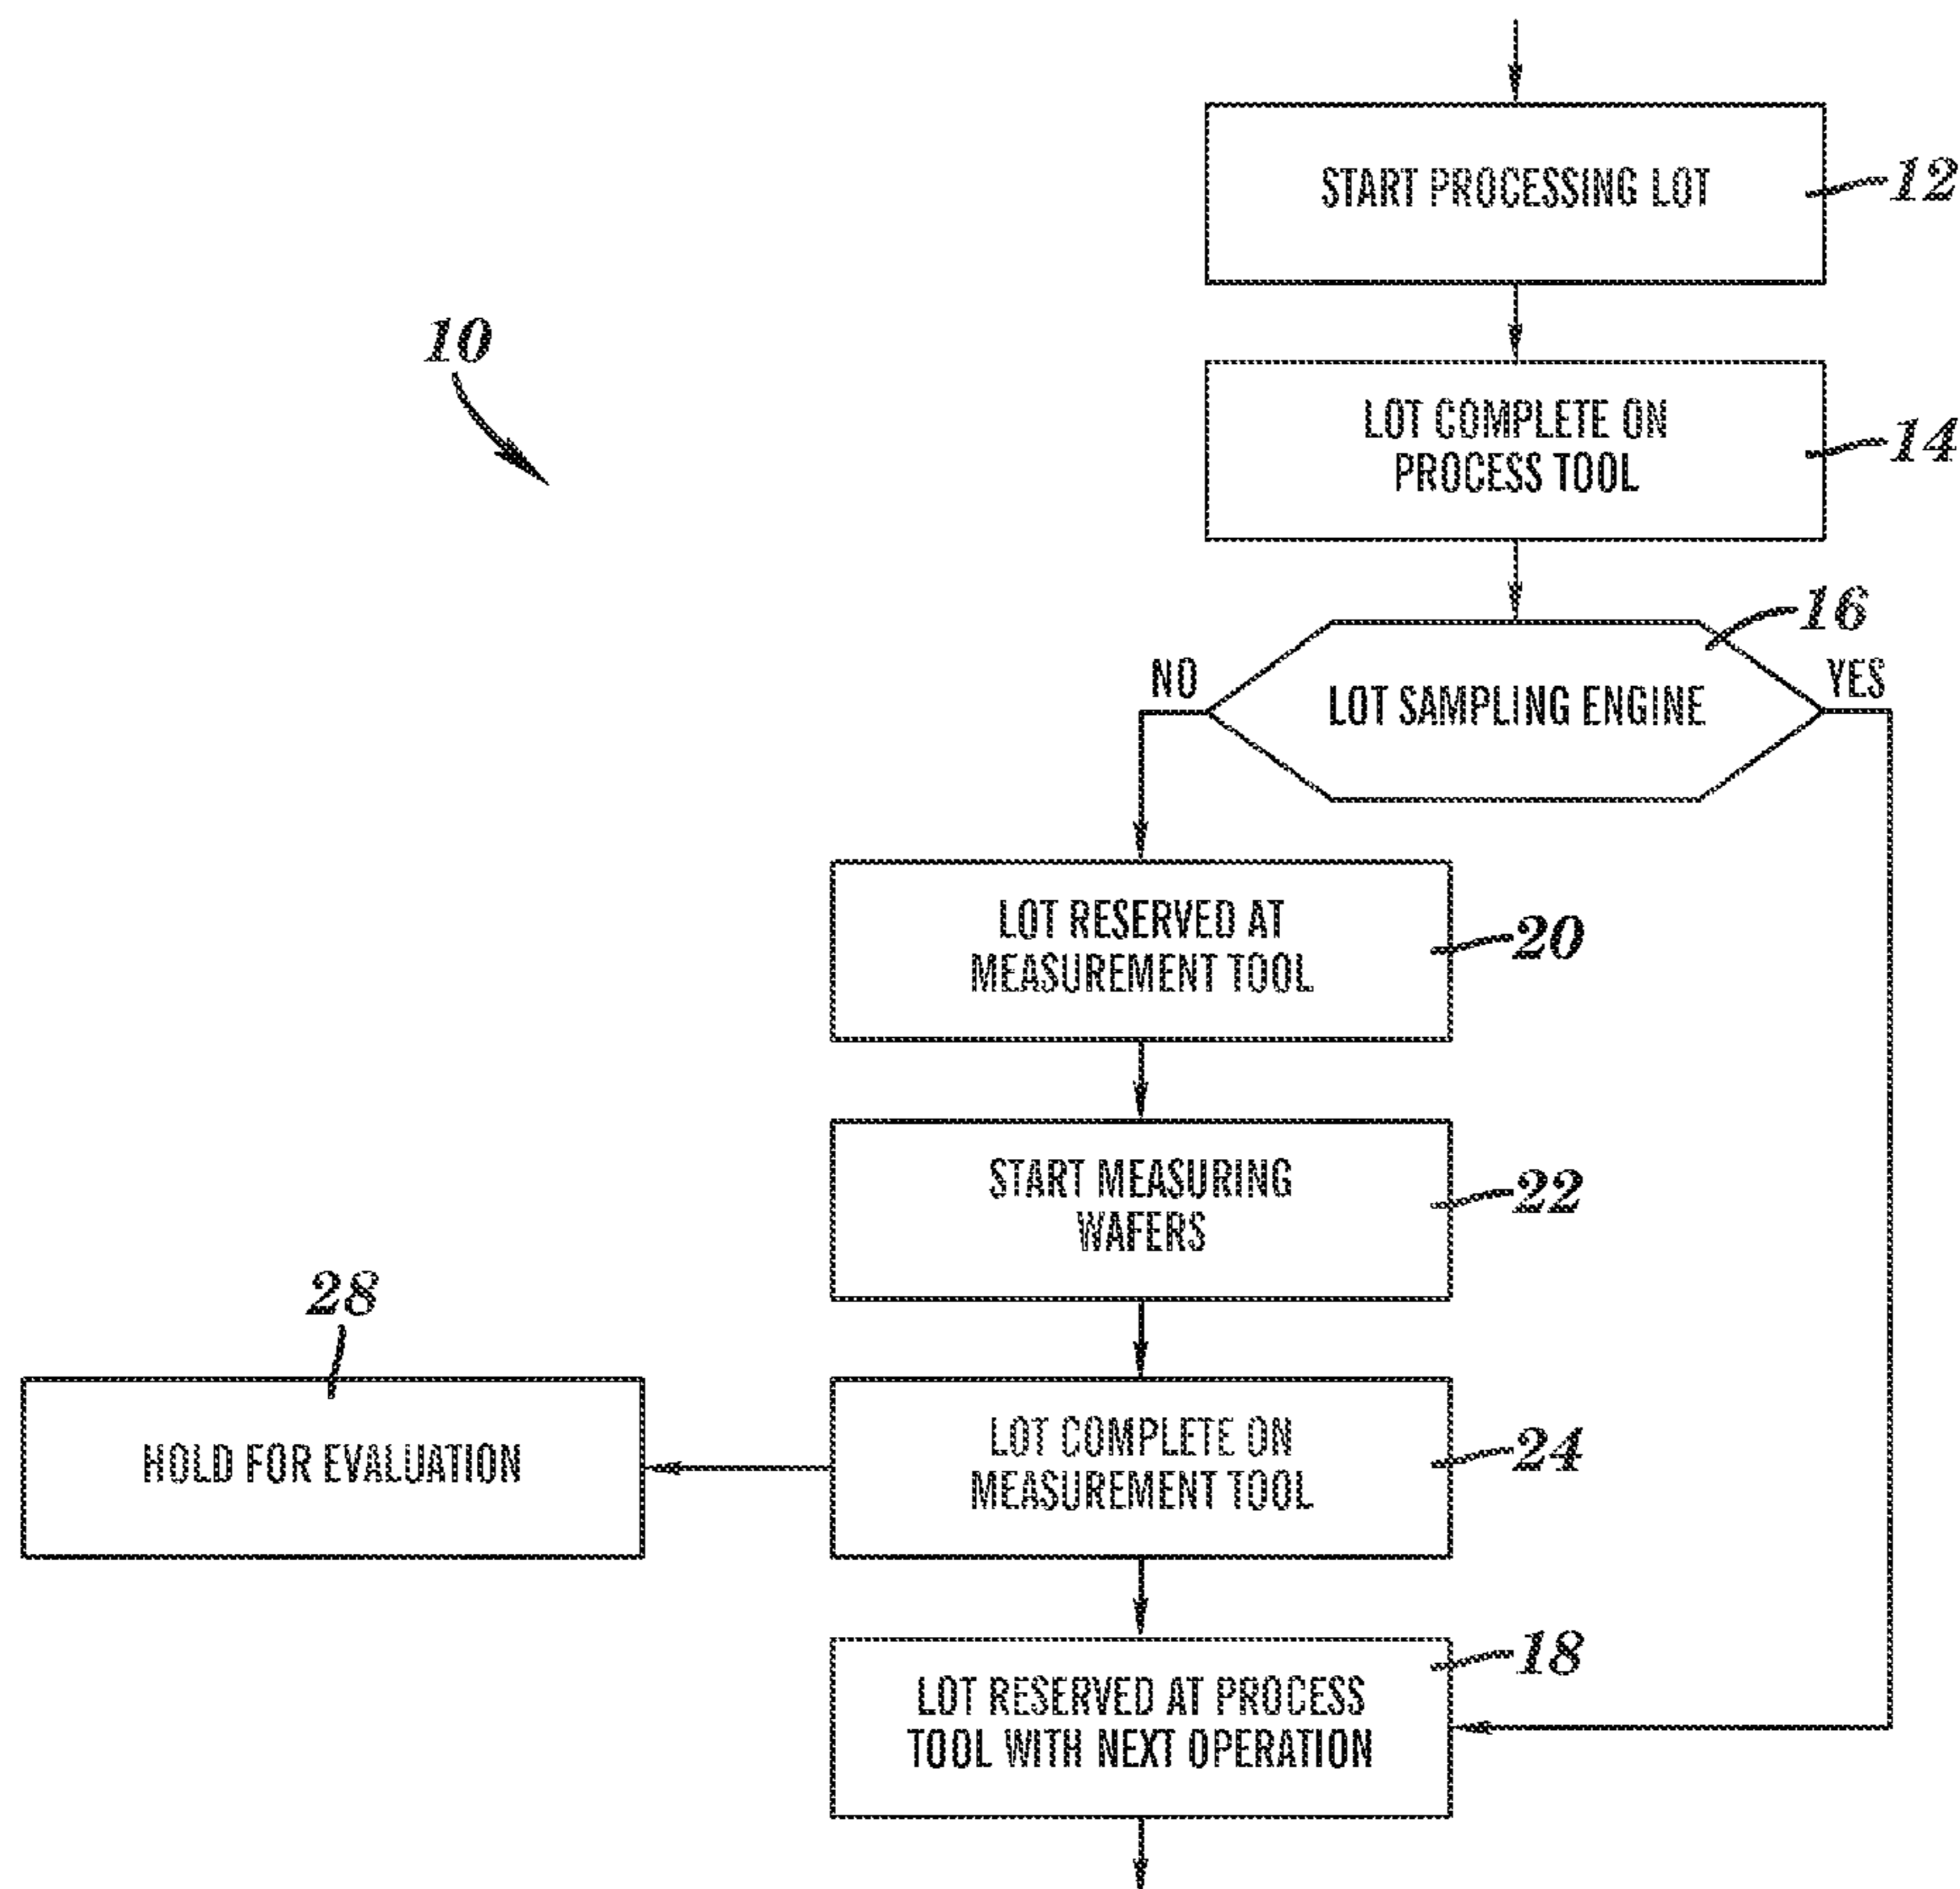 START PROCESSING LOT
12
10
LOT COMPLETE ON
PROCESS TOOL
14
16
NO
LOT SAMPLING ENGINE
YES
LOT RESERVED AT
MEASUREMENT TOOL
20
START MEASURING
WAFERS
22
28
HOLD FOR EVALUATION
LOT COMPLETE ON
MEASUREMENT TOOL
24
18
LOT RESERVED AT PROCESS
TOOL WITH NEXT OPERATION